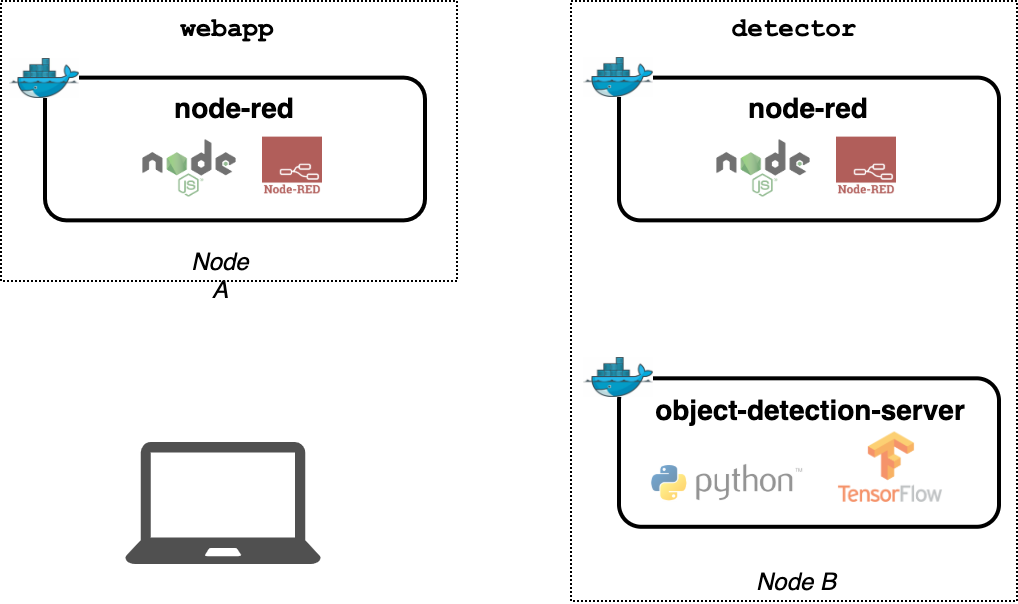 webapp
node-red
node
JS
Node-RED
Node
A
detector
node-red
node
JS
Node-RED
object-detection-server
python™
TensorFlow
Node B